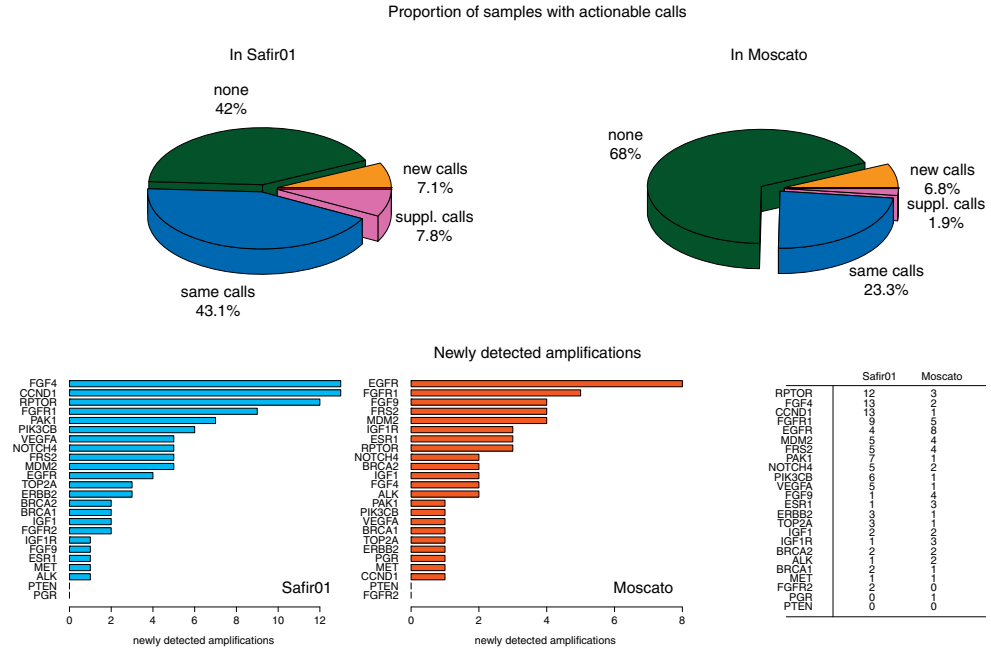 Proportion of samples with actionable calls
In Safir01
In Moscato
none
42%
new calls
7.1%
suppl. calls
7.8%
same calls
43.1%
none
68%
new calls
6.8%
suppl. calls
1.9%
same calls
23.3%
Newly detected amplifications
FGF4
CCND1
RPTOR
FGFR1
PAK1
PIK3CB
VEGFA
NOTCH4
FRS2
MDM2
EGFR
TOP2A
ERBB2
BRCA2
BRCA1
IGF1
FGFR2
IGF1R
FGF9
ESR1
MET
ALK
PTEN
PGR
Safir01
0 2 4 6 8 10 12
newly detected amplifications
EGFR
FGFR1
FGF9
FRS2
MDM2
IGF1R
ESR1
RPTOR
NOTCH4
BRCA2
IGF1
FGF4
ALK
PAK1
PIK3CB
VEGFA
BRCA1
TOP2A
ERBB2
PGR
MET
CCND1
PTEN
FGFR2
Moscato
0 2 4 6 8
newly detected amplifications
Safir01 Moscato
RPTOR 12 3
FGF4 13 2
CCND1 13 1
FGFR1 9 5
EGFR 4 8
MDM2 5 4
FRS2 5 4
PAK1 7 1
NOTCH4 5 2
PIK3CB 6 1
VEGFA 5 1
FGF9 1 4
ESR1 1 3
ERBB2 3 1
TOP2A 3 1
IGF1 2 2
IGF1R 1 3
BRCA2 2 2
ALK 1 2
BRCA1 2 1
MET 1 1
FGFR2 2 0
PGR 0 1
PTEN 0 0